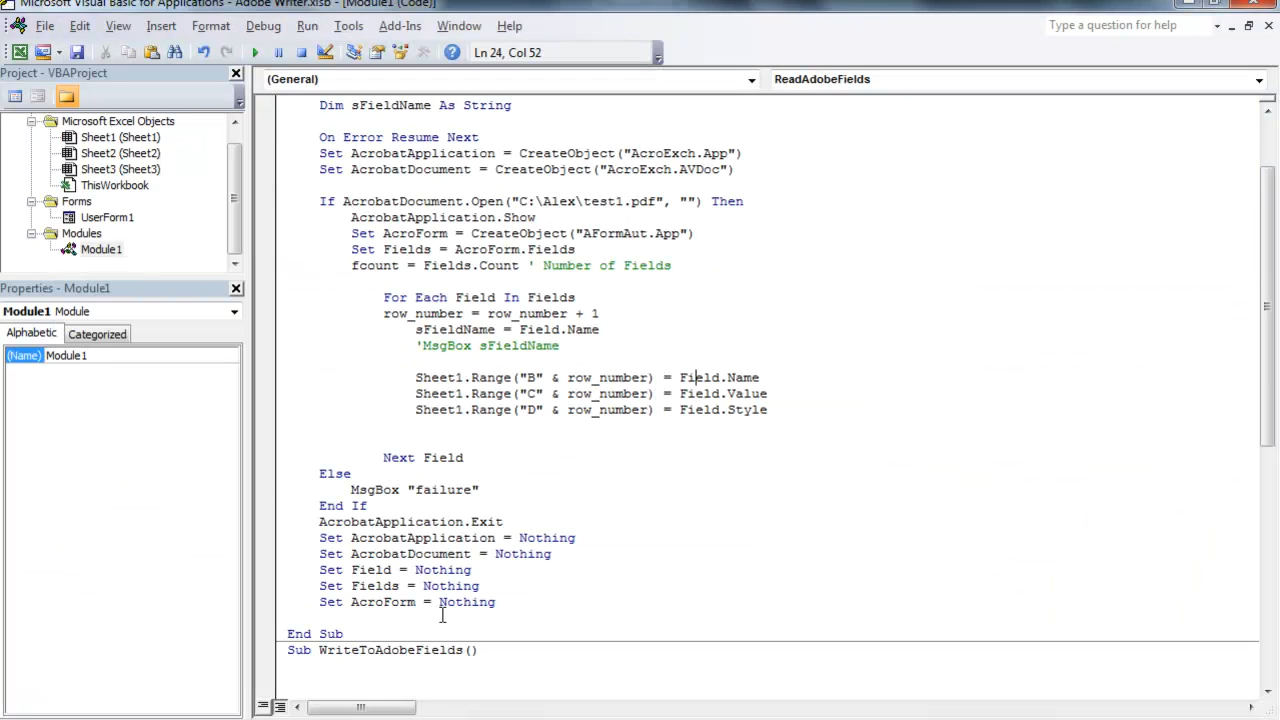 Microsoft Visual Basic for Applications - Adobe Writer.xlsb - [Module1 (Code)]
File Edit View Insert Format Debug Run Tools Add-Ins Window Help
Type a question for help
Ln 24, Col 52
Project - VBAProject
(General)
ReadAdobeFields
Microsoft Excel Objects
Sheet1 (Sheet1)
Sheet2 (Sheet2)
Sheet3 (Sheet3)
ThisWorkbook
Forms
UserForm1
Modules
Module1
Properties - Module1
Module1 Module
Alphabetic Categorized
(Name) Module1
Dim sFieldName As String
On Error Resume Next
Set AcrobatApplication = CreateObject("AcroExch.App")
Set AcrobatDocument = CreateObject("AcroExch.AVDoc")
If AcrobatDocument.Open("C:\Alex\test1.pdf", "") Then
AcrobatApplication.Show
Set AcroForm = CreateObject("AFormAut.App")
Set Fields = AcroForm.Fields
fcount = Fields.Count ' Number of Fields
For Each Field In Fields
row_number = row_number + 1
sFieldName = Field.Name
'MsgBox sFieldName
Sheet1.Range("B" & row_number) = Field.Name
Sheet1.Range("C" & row_number) = Field.Value
Sheet1.Range("D" & row_number) = Field.Style
Next Field
Else
MsgBox "failure"
End If
AcrobatApplication.Exit
Set AcrobatApplication = Nothing
Set AcrobatDocument = Nothing
Set Field = Nothing
Set Fields = Nothing
Set AcroForm = Nothing
End Sub
Sub WriteToAdobeFields()